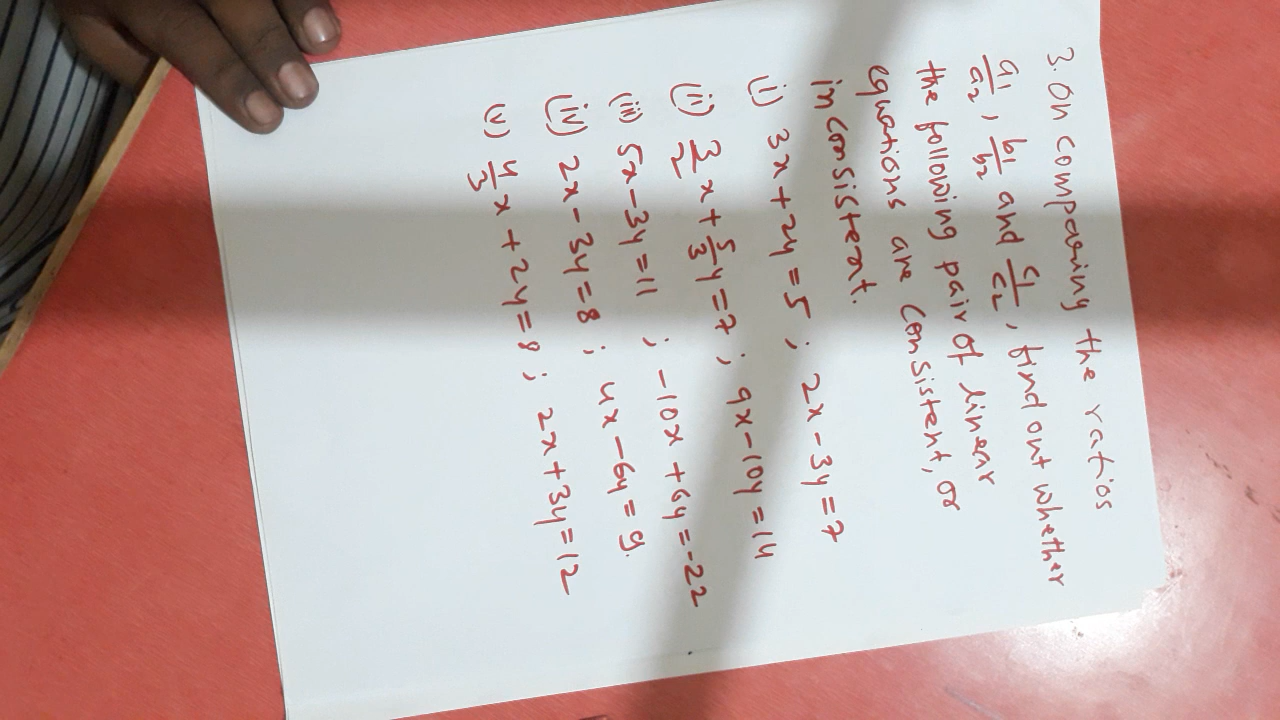 3. On comparing the ratios
a1/a2, b1/b2 and c1/c2, find out whether
the following pair of linear
equations are consistent, or
inconsistent.
(i) 3x+2y=5; 2x-3y=7
(ii) 3/2 x + 5/3 y = 7; 9x-10y=14
(iii) 5x-3y=11 ; -10x+6y=-22
(iv) 2x-3y=8; 4x-6y=9.
(v) 4/3 x + 2y = 8; 2x+3y=12